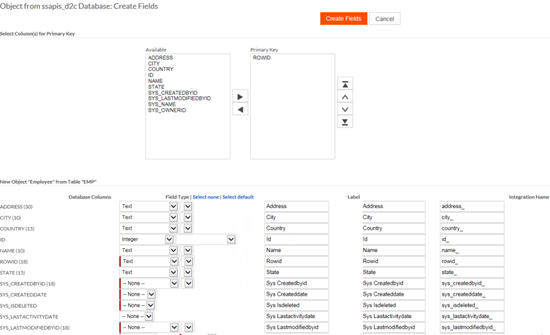 Object from ssapis_d2c Database: Create Fields
Create Fields Cancel
Select Column(s) for Primary Key
Available Primary Key
ADDRESS
CITY
COUNTRY
ID
NAME
STATE
SYS_CREATEDBYID
SYS_LASTMODIFIEDBYID
SYS_NAME
SYS_OWNERID
ROWID
New Object "Employee" from Table "EMP"
Database Columns Field Type | Select none | Select default Label Integration Name
ADDRESS (30) Text Address Address address_
CITY (10) Text City City city_
COUNTRY (15) Text Country Country country_
ID Integer Id Id id_
NAME (10) Text Name Name name_
ROWID (18) Text Rowid Rowid rowid_
STATE (15) Text State State state_
SYS_CREATEDBYID (18) -- None -- Sys Createdbyid Sys Createdbyid sys_createdbyid_
SYS_CREATEDDATE -- None -- Sys Createddate Sys Createddate sys_createddate_
SYS_ISDELETED -- None -- Sys Isdeleted Sys Isdeleted sys_isdeleted_
SYS_LASTACTIVITYDATE -- None -- Sys Lastactivitydate Sys Lastactivitydate sys_lastactivitydate_
SYS_LASTMODIFIEDBYID (18) -- None -- Sys Lastmodifiedbyid Sys Lastmodifiedbyid sys_lastmodifiedbyid_